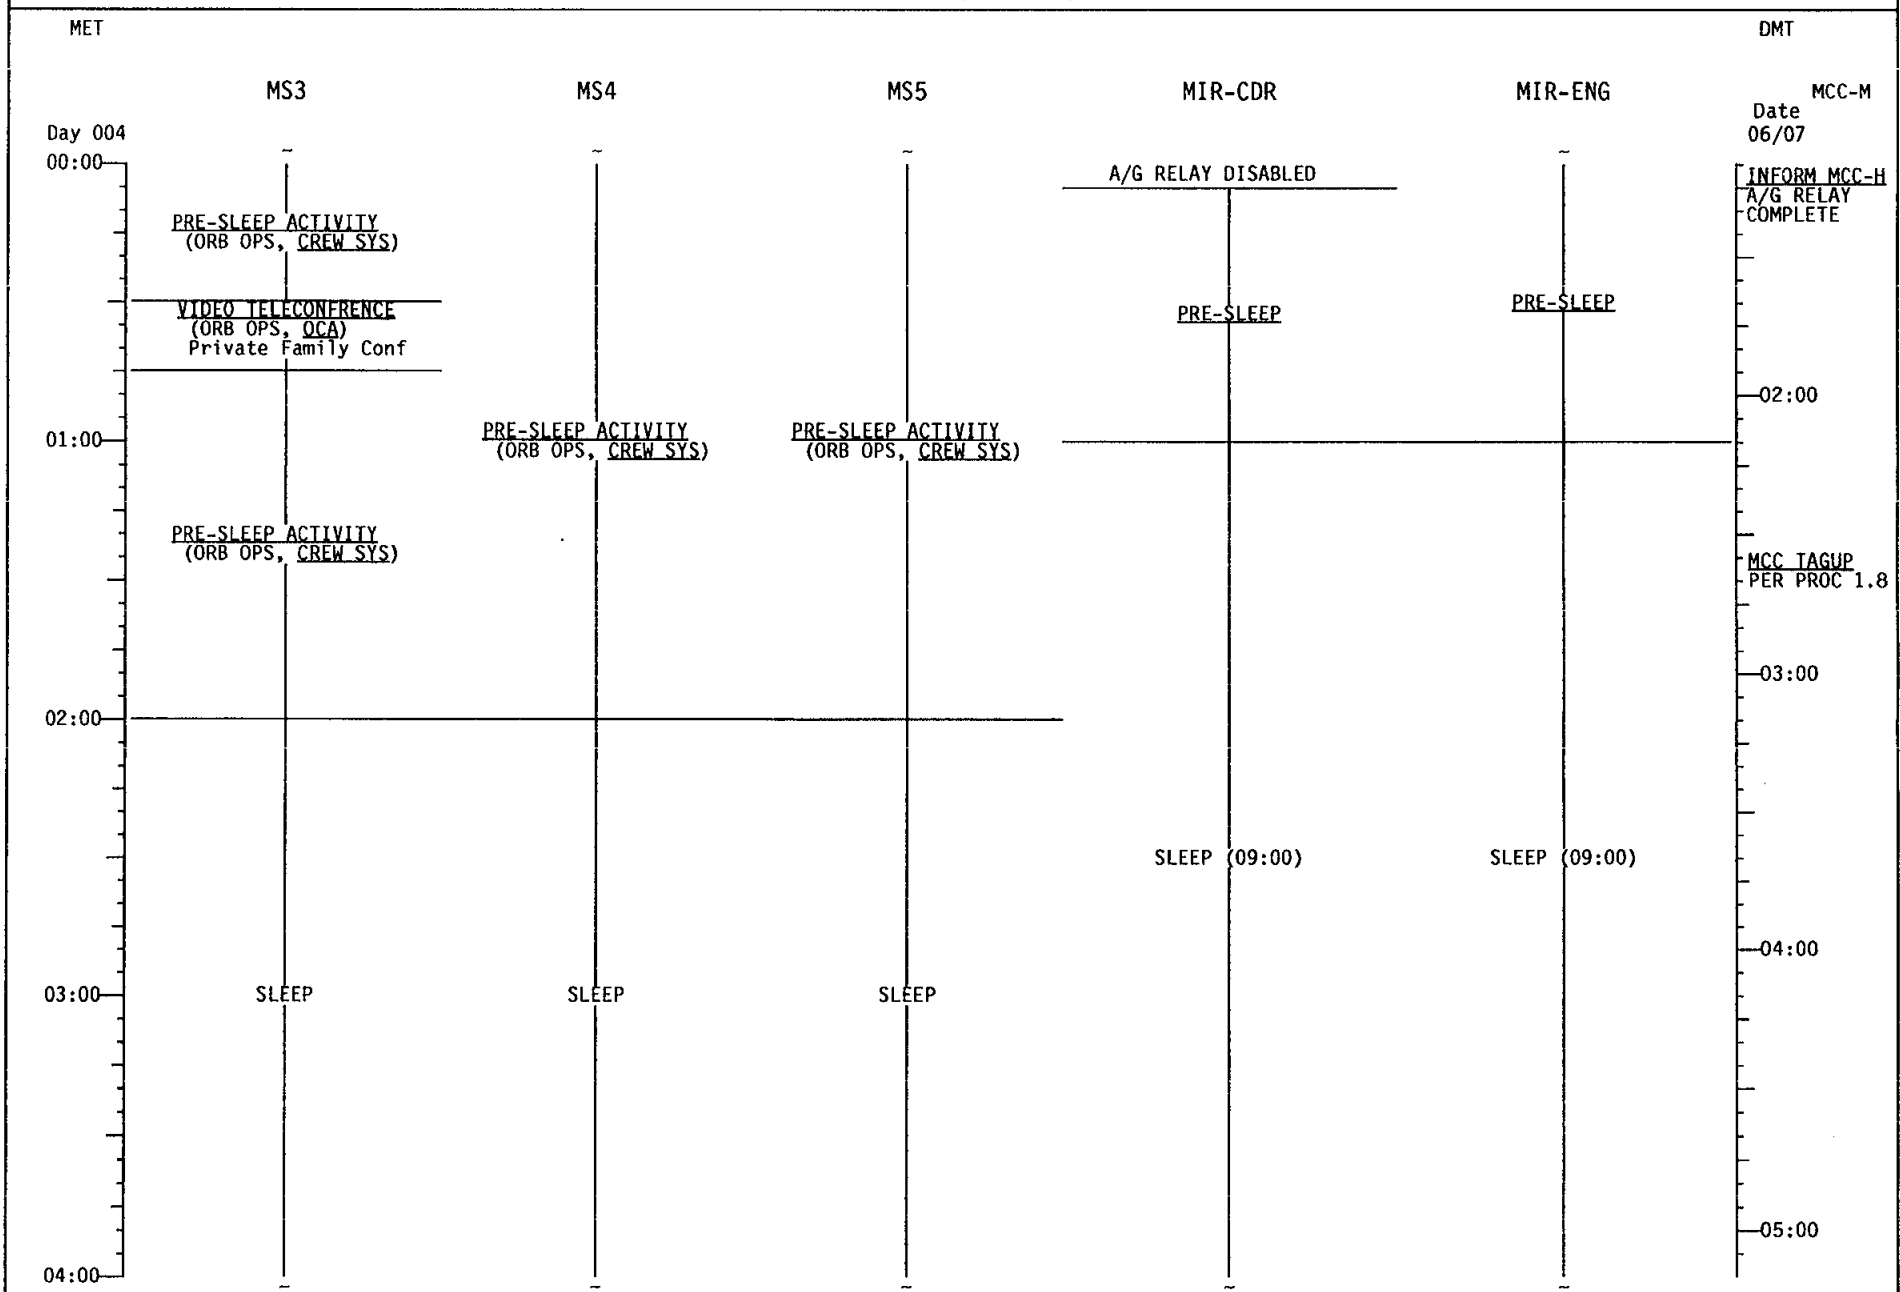 MET
DMT
MS3 MS4 MS5 MIR-CDR MIR-ENG MCC-M
Date
Day 004 06/07
~ ~ ~ ~
00:00 A/G RELAY DISABLED INFORM MCC-H
A/G RELAY
COMPLETE
PRE-SLEEP ACTIVITY
(ORB OPS, CREW SYS)
VIDEO TELECONFRENCE PRE-SLEEP PRE-SLEEP
(ORB OPS, OCA)
Private Family Conf
02:00
01:00 PRE-SLEEP ACTIVITY PRE-SLEEP ACTIVITY
(ORB OPS, CREW SYS) (ORB OPS, CREW SYS)
PRE-SLEEP ACTIVITY
(ORB OPS, CREW SYS)
MCC TAGUP
PER PROC 1.8
03:00
02:00
SLEEP (09:00) SLEEP (09:00)
04:00
03:00 SLEEP SLEEP SLEEP
05:00
04:00
~ ~ ~ ~ ~